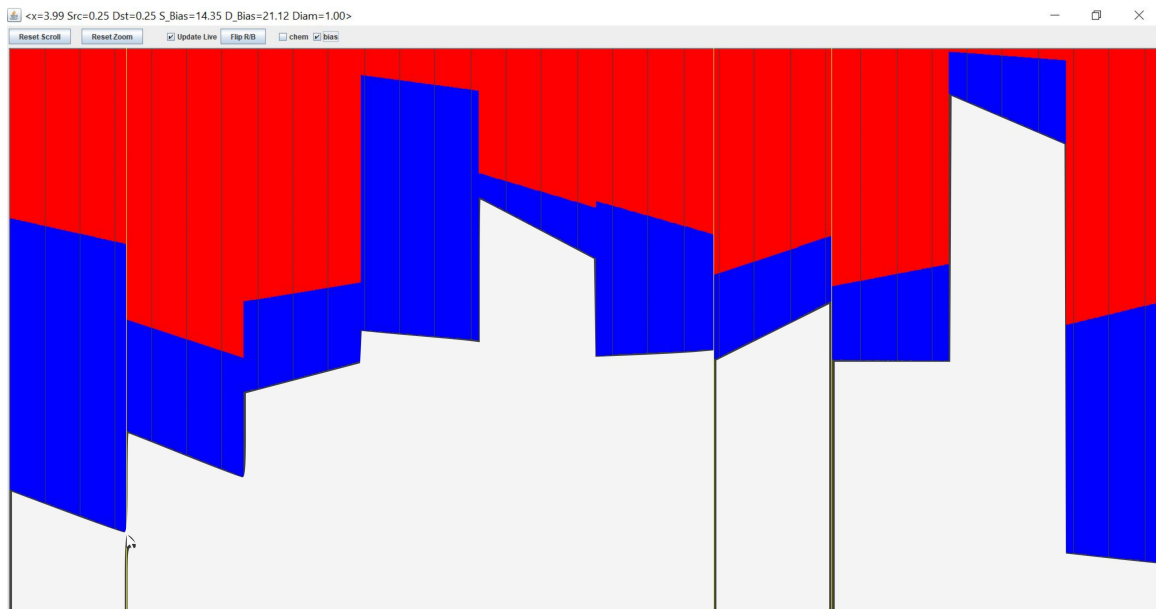 <x=3.99 Src=0.25 Dst=0.25 S_Bias=14.35 D_Bias=21.12 Diam=1.00>
Reset Scroll Reset Zoom Update Live Flip R/B chem bias